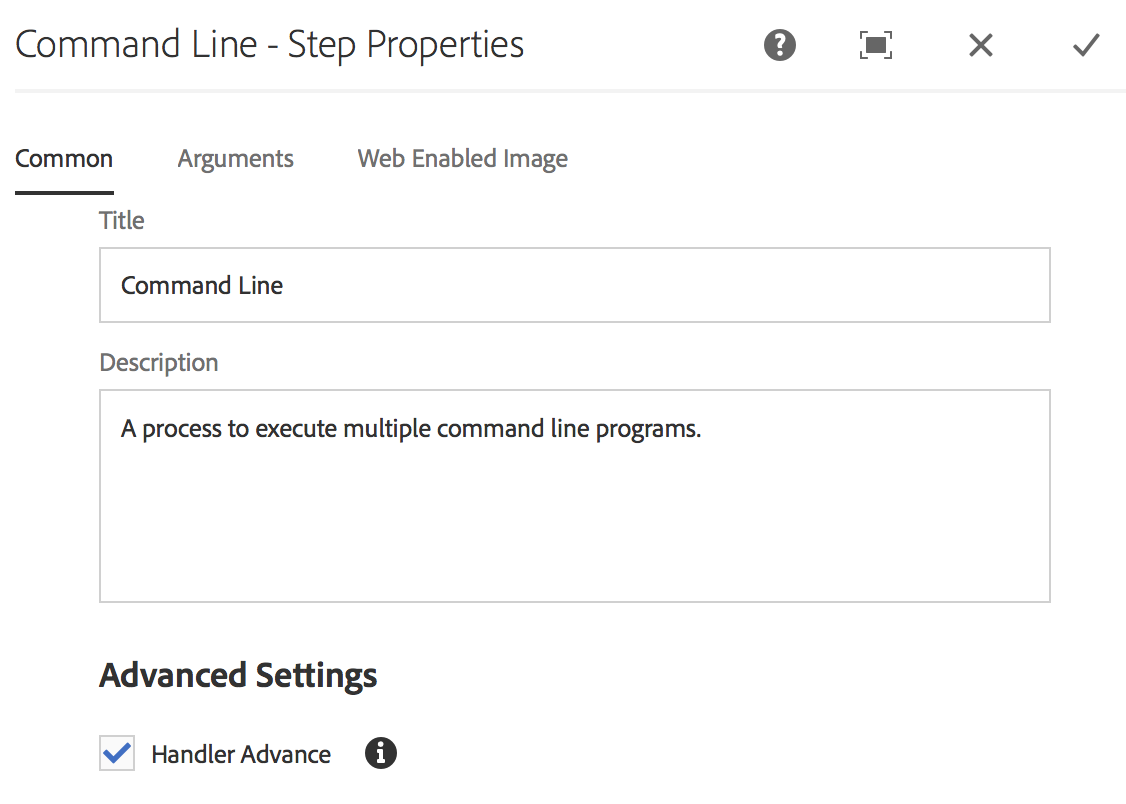 Command Line - Step Properties
Common Arguments Web Enabled Image
Title
Command Line
Description
A process to execute multiple command line programs.
Advanced Settings
Handler Advance